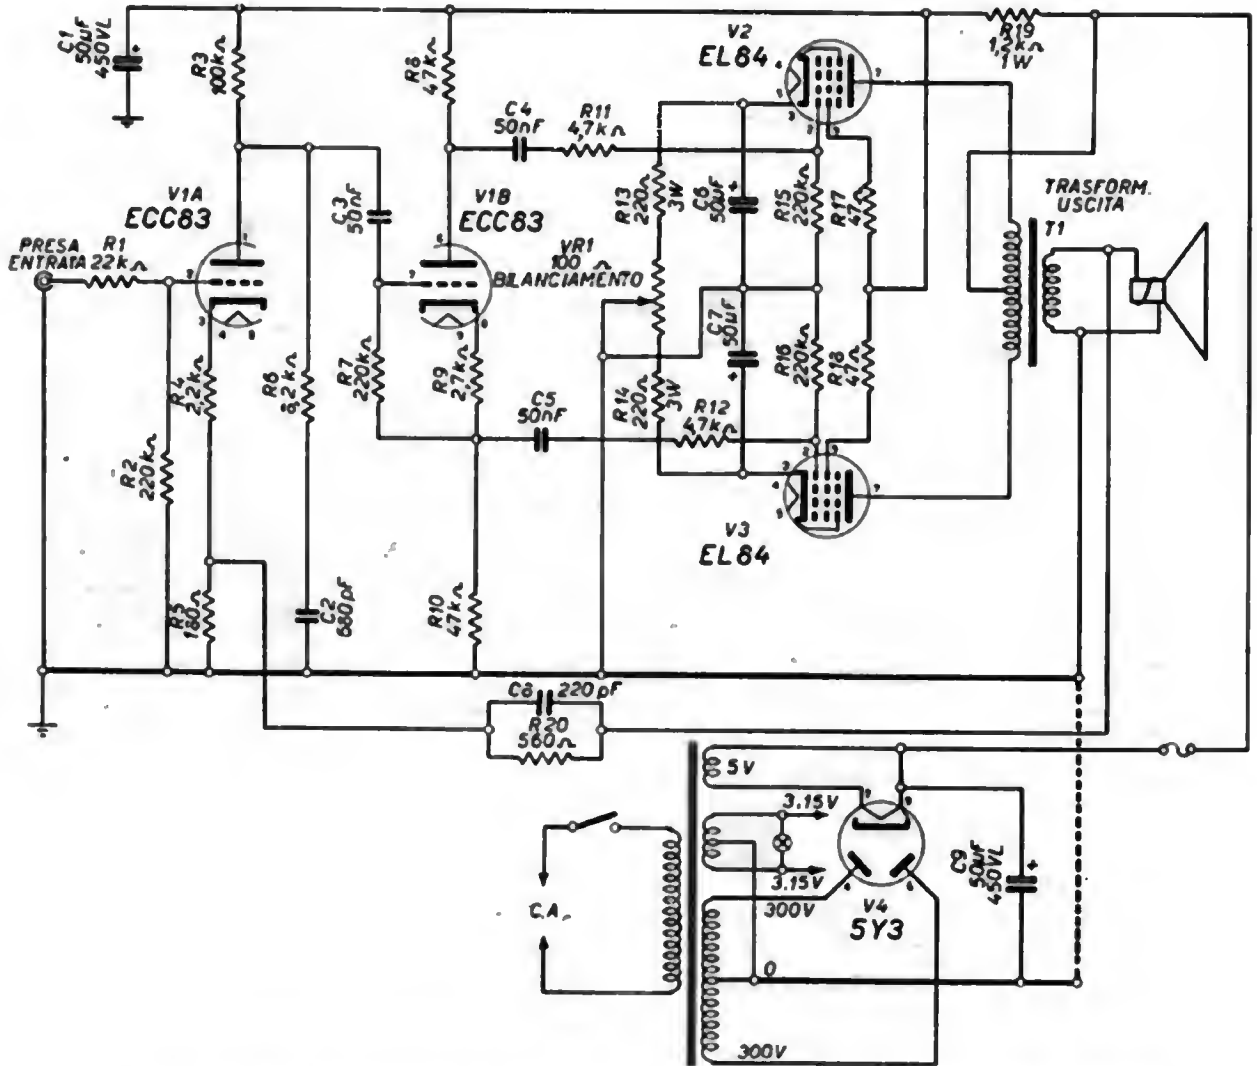 C1
50µF
450VL
R3
100kΩ
R8
47kΩ
V2
EL84
R19
1,2kΩ
1W
C4
50nF
R11
4,7kΩ
V1A
ECC83
C3
50nF
V1B
ECC83
R13
220Ω
3W
C6
50µF
R15
220kΩ
R17
47Ω
TRASFORM.
USCITA
T1
PRESA
ENTRATA
R1
22kΩ
VR1
100Ω
BILANCIAMENTO
C7
50µF
R4
2,2kΩ
R6
8,2kΩ
R7
220kΩ
R9
2,7kΩ
C5
50nF
R14
220Ω
3W
R12
4,7kΩ
R16
220kΩ
R18
47Ω
R2
220kΩ
V3
EL84
R5
180Ω
C2
680pF
R10
47kΩ
C8 220pF
R20
560Ω
5V
3.15V
3.15V
C.A.
300V
V4
5Y3
C9
50µF
450VL
0
300V